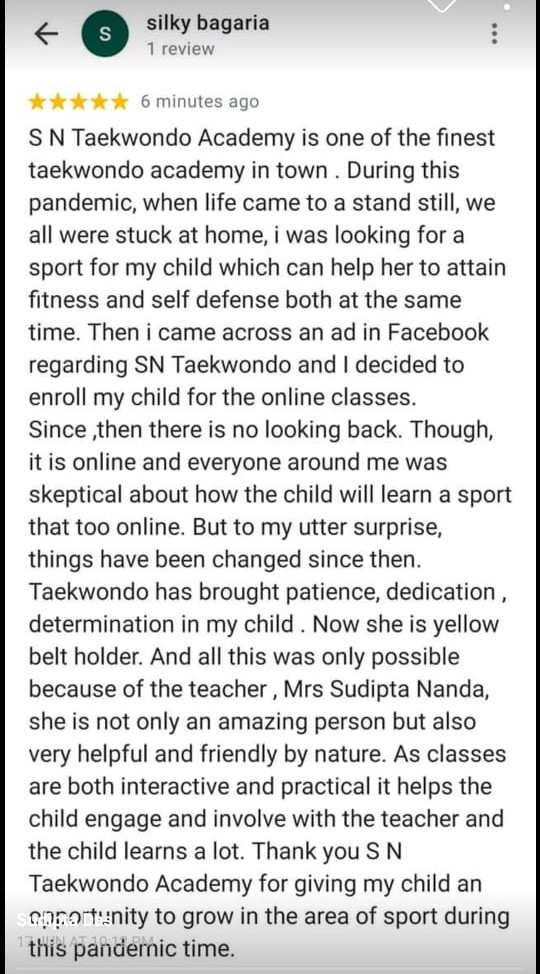 S
silky bagaria
1 review
6 minutes ago
S N Taekwondo Academy is one of the finest
taekwondo academy in town . During this
pandemic, when life came to a stand still, we
all were stuck at home, i was looking for a
sport for my child which can help her to attain
fitness and self defense both at the same
time. Then i came across an ad in Facebook
regarding SN Taekwondo and I decided to
enroll my child for the online classes.
Since ,then there is no looking back. Though,
it is online and everyone around me was
skeptical about how the child will learn a sport
that too online. But to my utter surprise,
things have been changed since then.
Taekwondo has brought patience, dedication ,
determination in my child . Now she is yellow
belt holder. And all this was only possible
because of the teacher , Mrs Sudipta Nanda,
she is not only an amazing person but also
very helpful and friendly by nature. As classes
are both interactive and practical it helps the
child engage and involve with the teacher and
the child learns a lot. Thank you S N
Taekwondo Academy for giving my child an
opportunity to grow in the area of sport during
this pandemic time.
17 JUN AT 10:12 PM